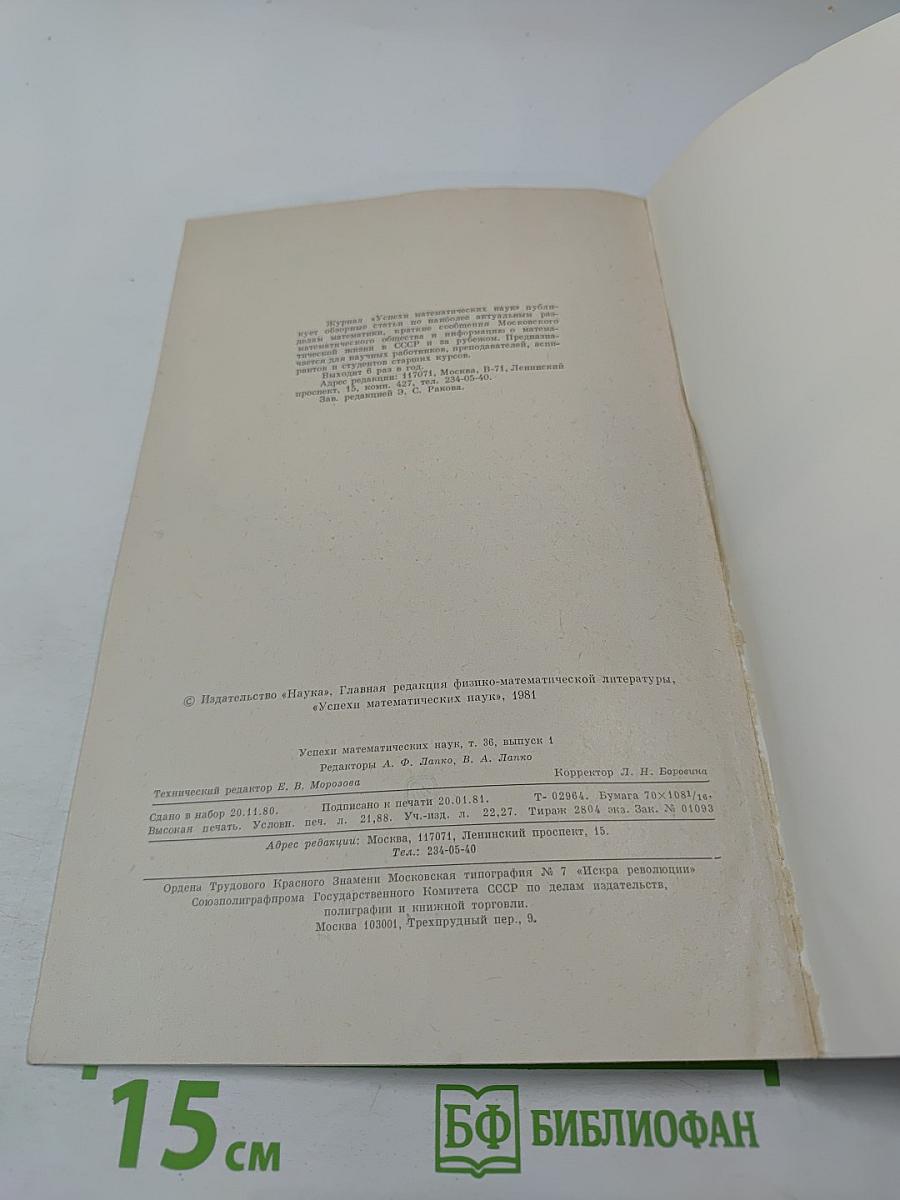 Журнал «Успехи математических наук» публи-
кует обзорные статьи по наиболее актуальным раз-
делам математики, краткие сообщения Московского
математического общества и информацию о матема-
тической жизни в СССР и за рубежом. Предназна-
чается для научных работников, преподавателей, аспи-
рантов и студентов старших курсов.
Выходит 6 раз в год.
Адрес редакции: 117071, Москва, В-71, Ленинский
проспект, 15, комн. 427, тел. 234-05-40.
Зав. редакцией Э. С. Ракова.
© Издательство «Наука», Главная редакция физико-математической литературы,
«Успехи математических наук», 1981
Успехи математических наук, т. 36, выпуск 1
Редакторы А. Ф. Лапко, В. А. Лапко
Технический редактор Е. В. Морозова Корректор Л. Н. Боровина
Сдано в набор 20.11.80. Подписано к печати 20.01.81. Т-02964. Бумага 70×108¹/₁₆.
Высокая печать. Условн. печ. л. 21,88. Уч.-изд. л. 22,27. Тираж 2804 экз. Зак. № 01093
Адрес редакции: Москва, 117071, Ленинский проспект, 15.
Тел.: 234-05-40
Ордена Трудового Красного Знамени Московская типография № 7 «Искра революции»
Союзполиграфпрома Государственного Комитета СССР по делам издательств,
полиграфии и книжной торговли.
Москва 103001, Трехпрудный пер., 9.
15 см
БФ БИБЛИОФАН